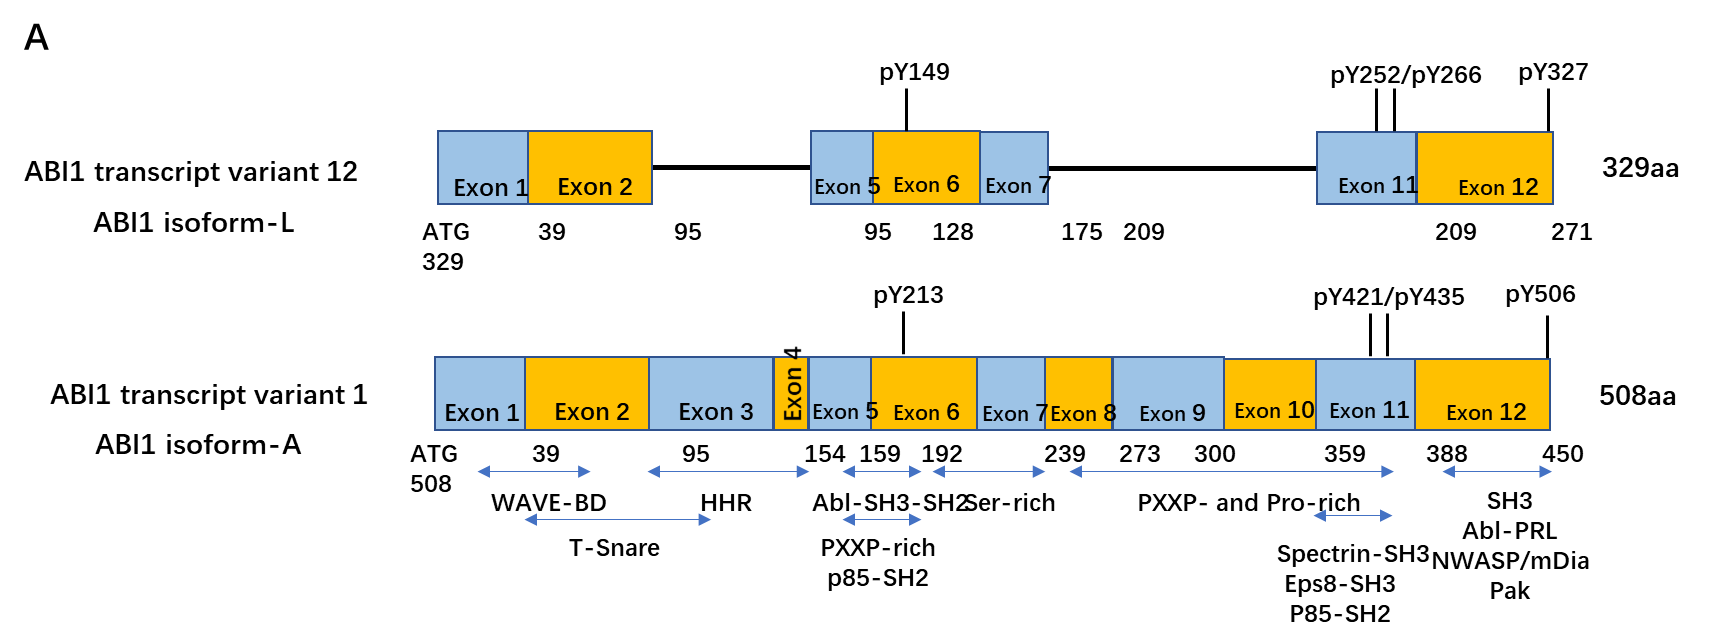 A
pY149
pY252/pY266
pY327
ABI1 transcript variant 12
ABI1 isoform-L
Exon 1
Exon 2
Exon 5
Exon 6
Exon 7
Exon 11
Exon 12
329aa
ATG
329
39
95
95
128
175
209
209
271
pY213
pY421/pY435
pY506
ABI1 transcript variant 1
ABI1 isoform-A
Exon 1
Exon 2
Exon 3
Exon 4
Exon 5
Exon 6
Exon 7
Exon 8
Exon 9
Exon 10
Exon 11
Exon 12
508aa
ATG
508
39
95
154
159
192
239
273
300
359
388
450
WAVE-BD
HHR
Abl-SH3-SH2
Ser-rich
PXXP- and Pro-rich
SH3
Abl-PRL
NWASP/mDia
Pak
T-Snare
PXXP-rich
p85-SH2
Spectrin-SH3
Eps8-SH3
P85-SH2